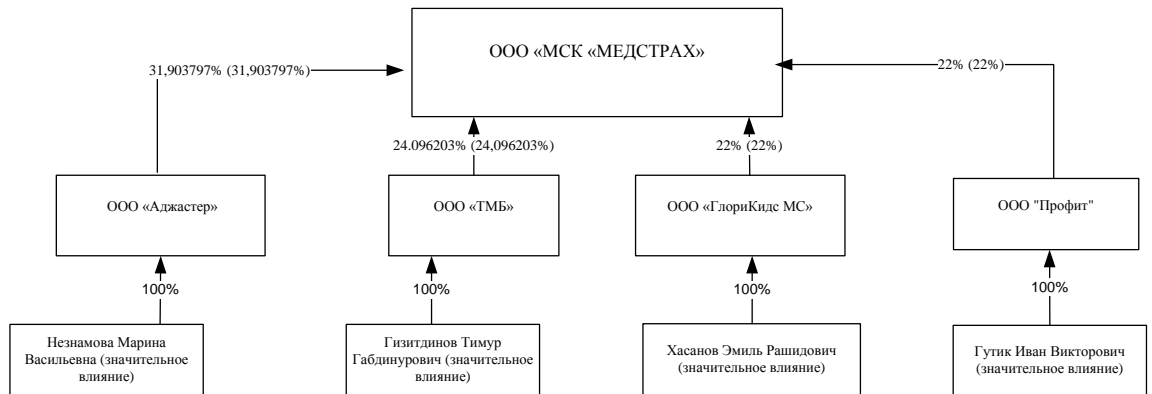 ООО «МСК «МЕДСТРАХ»
31,903797% (31,903797%)
22% (22%)
24.096203% (24,096203%)
22% (22%)
ООО «Аджастер»
ООО «ТМБ»
ООО «ГлориКидс МС»
ООО "Профит"
100%
100%
100%
100%
Незнамова Марина
Васильевна (значительное
влияние)
Гизитдинов Тимур
Габдинурович (значительное
влияние)
Хасанов Эмиль Рашидович
(значительное влияние)
Гутик Иван Викторович
(значительное влияние)